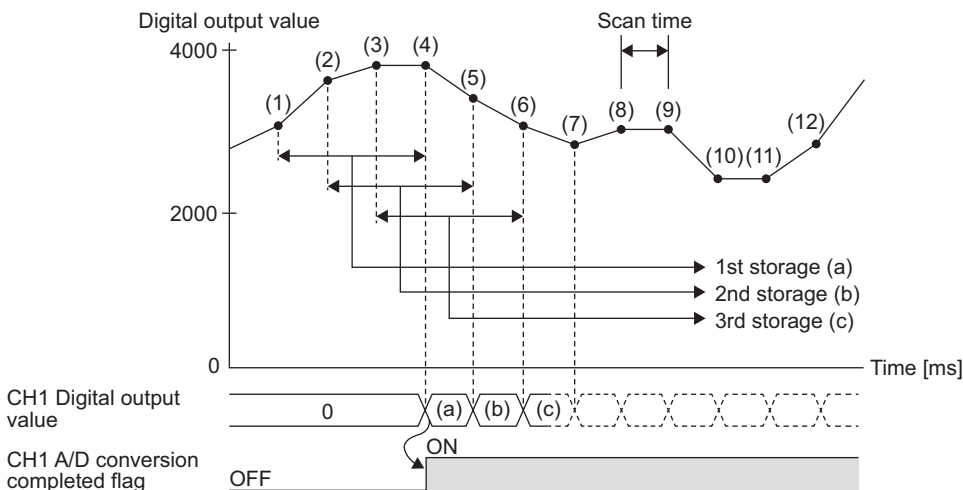 Digital output value
Scan time
4000
(1)
(2)
(3)
(4)
(5)
(6)
(7)
(8)
(9)
(10)
(11)
(12)
2000
1st storage (a)
2nd storage (b)
3rd storage (c)
0
Time [ms]
CH1 Digital output
value
0
(a)
(b)
(c)
CH1 A/D conversion
completed flag
OFF
ON